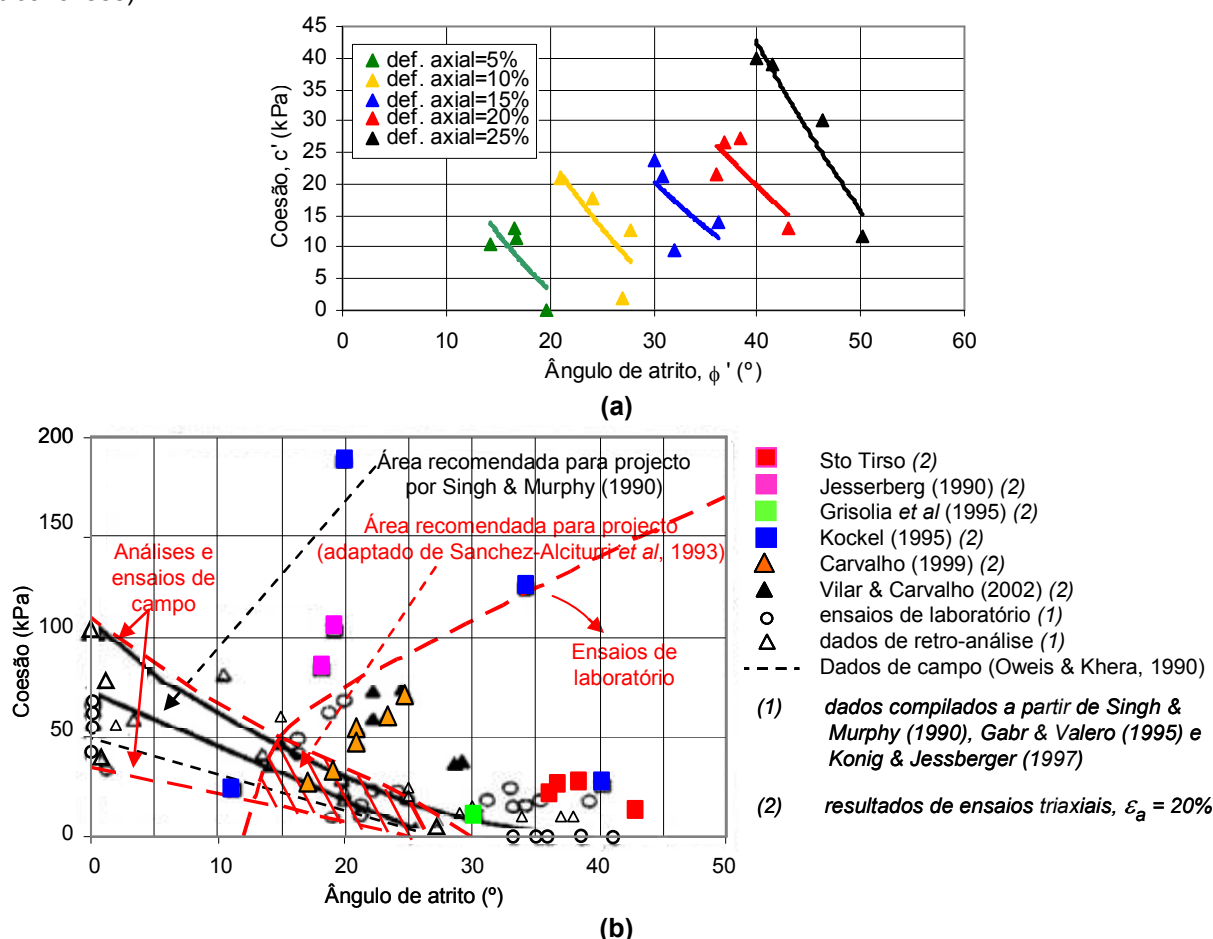 45
40
35
30
25
20
15
10
5
0
Coesão, c' (kPa)
def. axial=5%
def. axial=10%
def. axial=15%
def. axial=20%
def. axial=25%
0 10 20 30 40 50 60
Ângulo de atrito, ϕ ' (º)
(a)
200
150
100
50
0
Coesão (kPa)
Área recomendada para projecto
por Singh & Murphy (1990)
Área recomendada para projecto
(adaptado de Sanchez-Alciturri et al, 1993)
Análises e
ensaios de
campo
Ensaios de
laboratório
0 10 20 30 40 50
Ângulo de atrito (º)
Sto Tirso (2)
Jesserberg (1990) (2)
Grisolia et al (1995) (2)
Kockel (1995) (2)
Carvalho (1999) (2)
Vilar & Carvalho (2002) (2)
ensaios de laboratório (1)
dados de retro-análise (1)
Dados de campo (Oweis & Khera, 1990)
(1) dados compilados a partir de Singh &
Murphy (1990), Gabr & Valero (1995) e
Konig & Jessberger (1997)
(2) resultados de ensaios triaxiais, εa = 20%
(b)